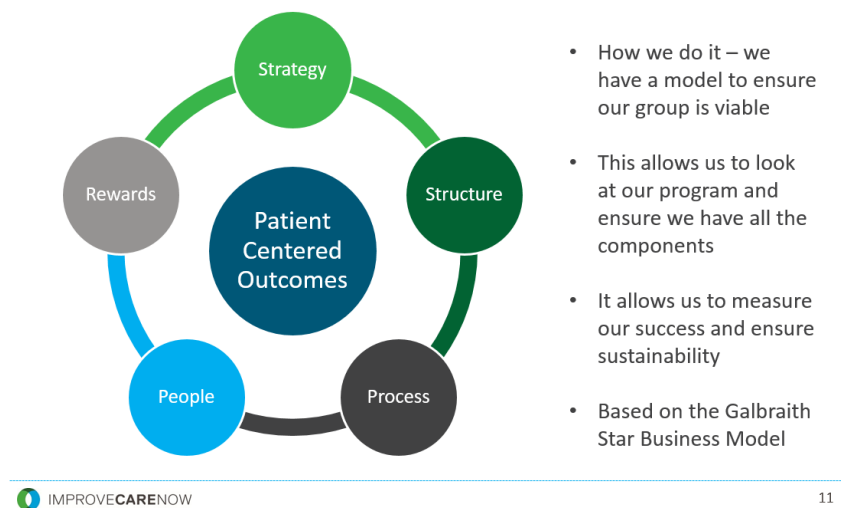 Strategy
Rewards
Structure
Patient
Centered
Outcomes
People
Process
• How we do it – we
have a model to ensure
our group is viable
• This allows us to look
at our program and
ensure we have all the
components
• It allows us to measure
our success and ensure
sustainability
• Based on the Galbraith
Star Business Model
IMPROVECARENOW
11